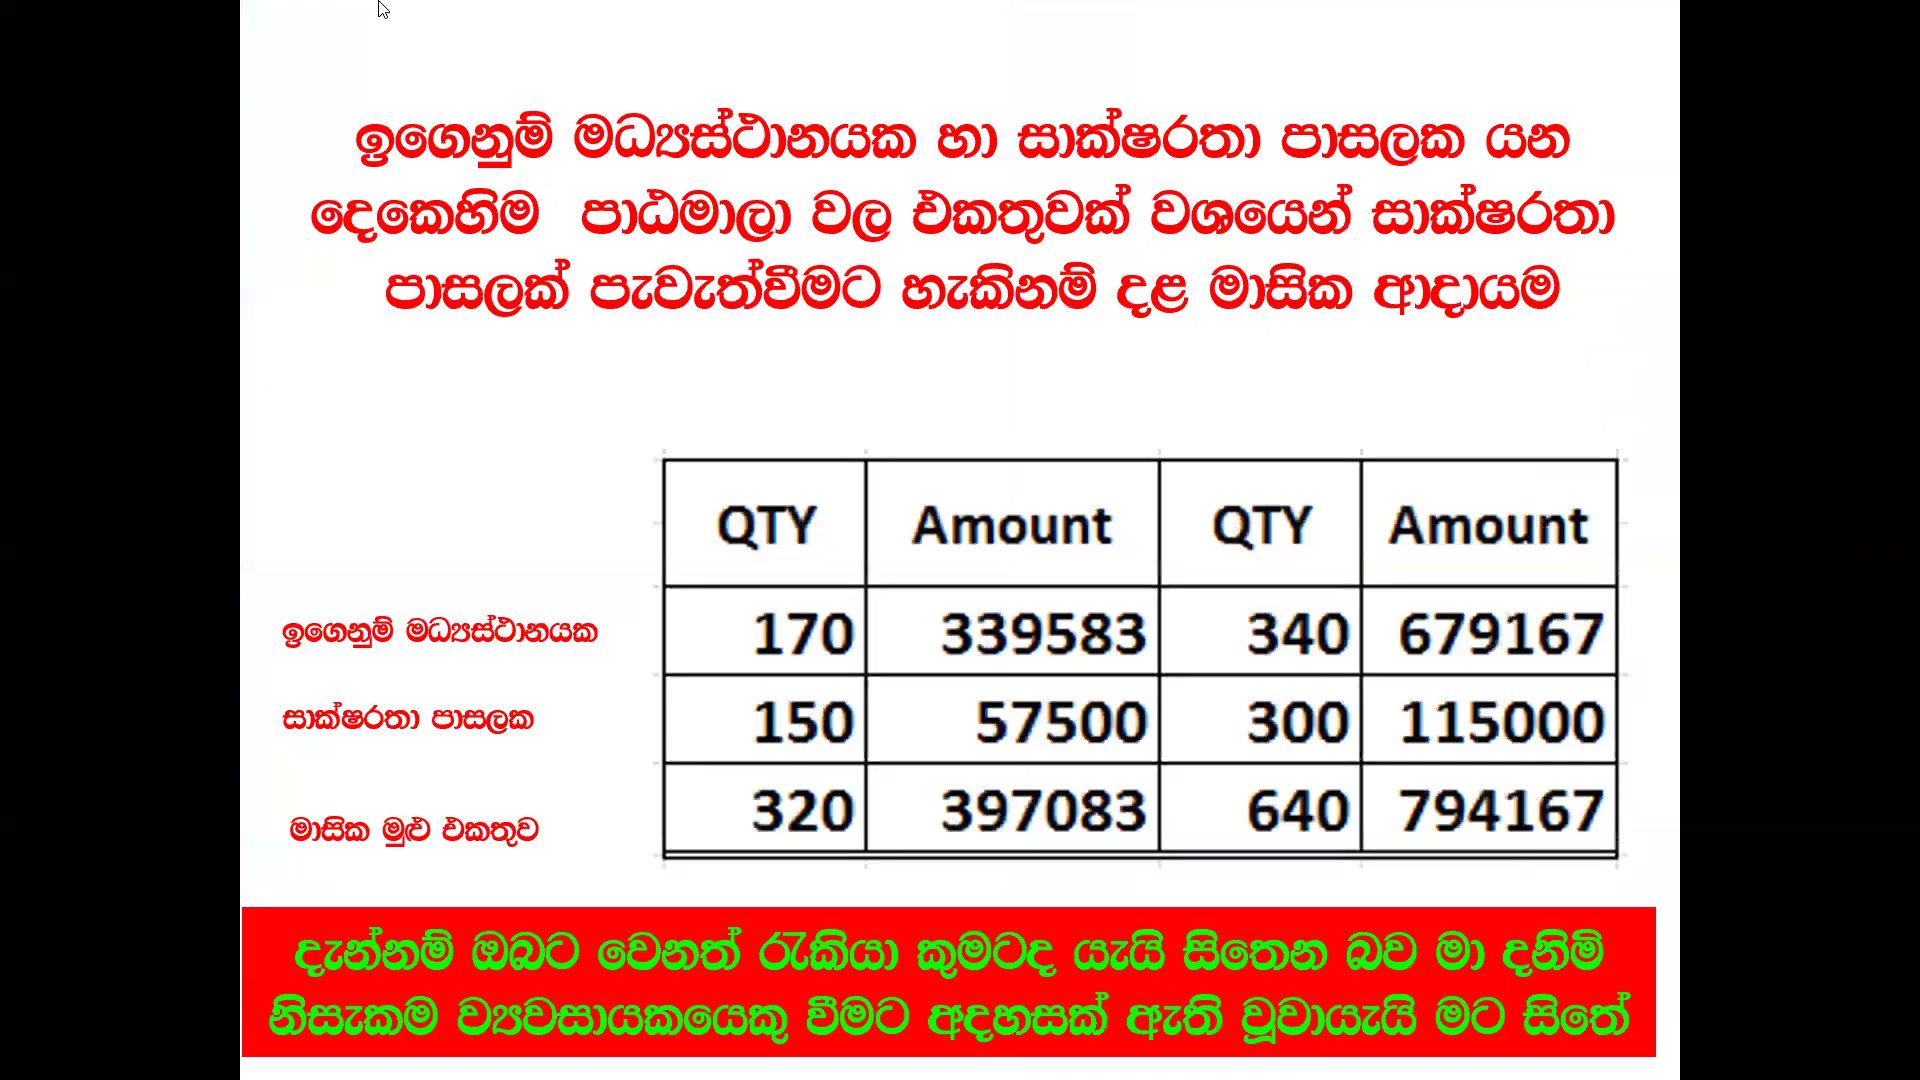 ඉගෙනුම් මධ්‍යස්ථානයක හා සාක්ෂරතා පාසලක යන
දෙකෙහිම පාඨමාලා වල එකතුවක් වශයෙන් සාක්ෂරතා
පාසලක් පැවැත්වීමට හැකිනම් දළ මාසික ආදායම
QTY Amount QTY Amount
ඉගෙනුම් මධ්‍යස්ථානයක 170 339583 340 679167
සාක්ෂරතා පාසලක 150 57500 300 115000
මාසික මුළු එකතුව 320 397083 640 794167
දැන්නම් ඔබට වෙනත් රැකියා කුමටද යැයි සිතෙන බව මා දනිමි
නිසැකම ව්‍යවසායකයෙකු වීමට අදහසක් ඇති වූවායැයි මට සිතේ